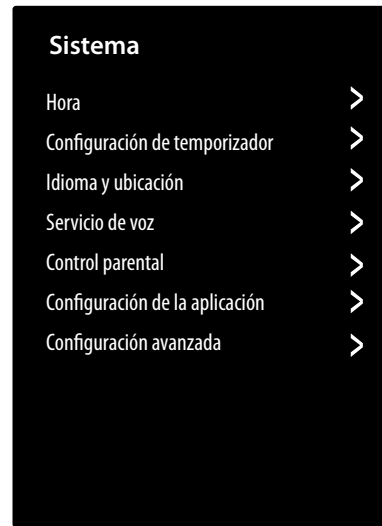 Sistema
Hora
Configuración de temporizador
Idioma y ubicación
Servicio de voz
Control parental
Configuración de la aplicación
Configuración avanzada